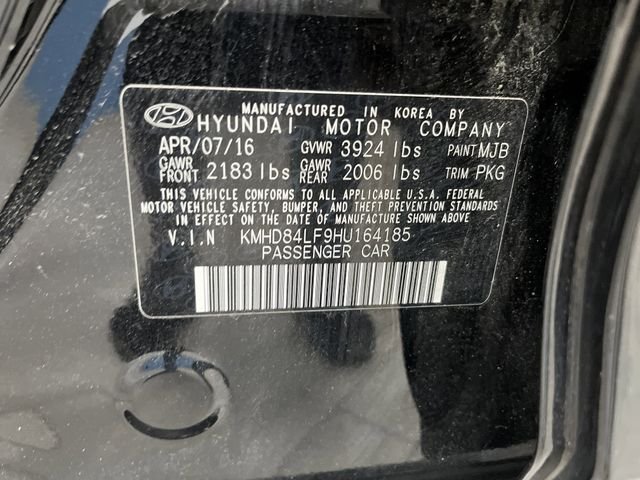 MANUFACTURED IN KOREA BY
HYUNDAI MOTOR COMPANY
APR/07/16 GVWR 3924 lbs PAINT MJB
GAWR FRONT 2183 lbs GAWR REAR 2006 lbs TRIM PKG
THIS VEHICLE CONFORMS TO ALL APPLICABLE U.S.A. FEDERAL
MOTOR VEHICLE SAFETY, BUMPER, AND THEFT PREVENTION STANDARDS
IN EFFECT ON THE DATE OF MANUFACTURE SHOWN ABOVE
V.I.N KMHD84LF9HU164185
PASSENGER CAR